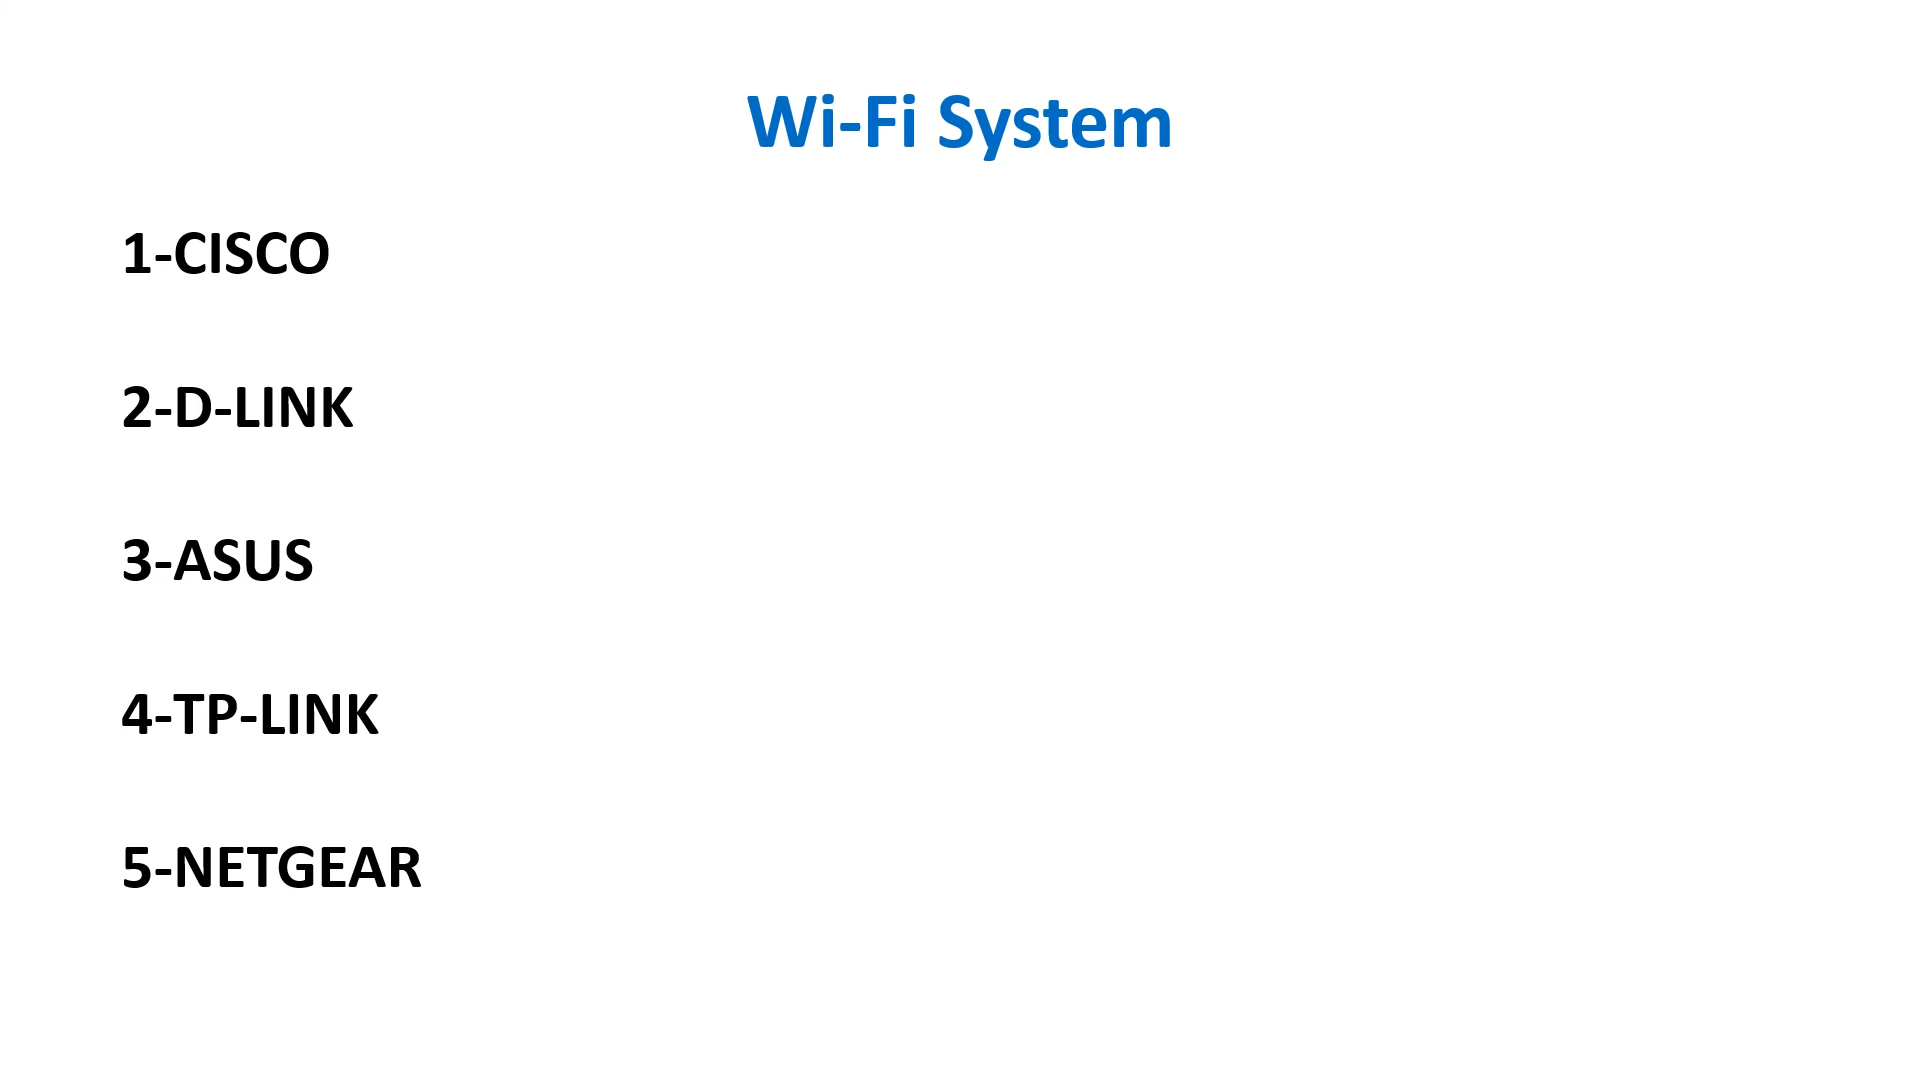 Wi-Fi System
1-CISCO
2-D-LINK
3-ASUS
4-TP-LINK
5-NETGEAR